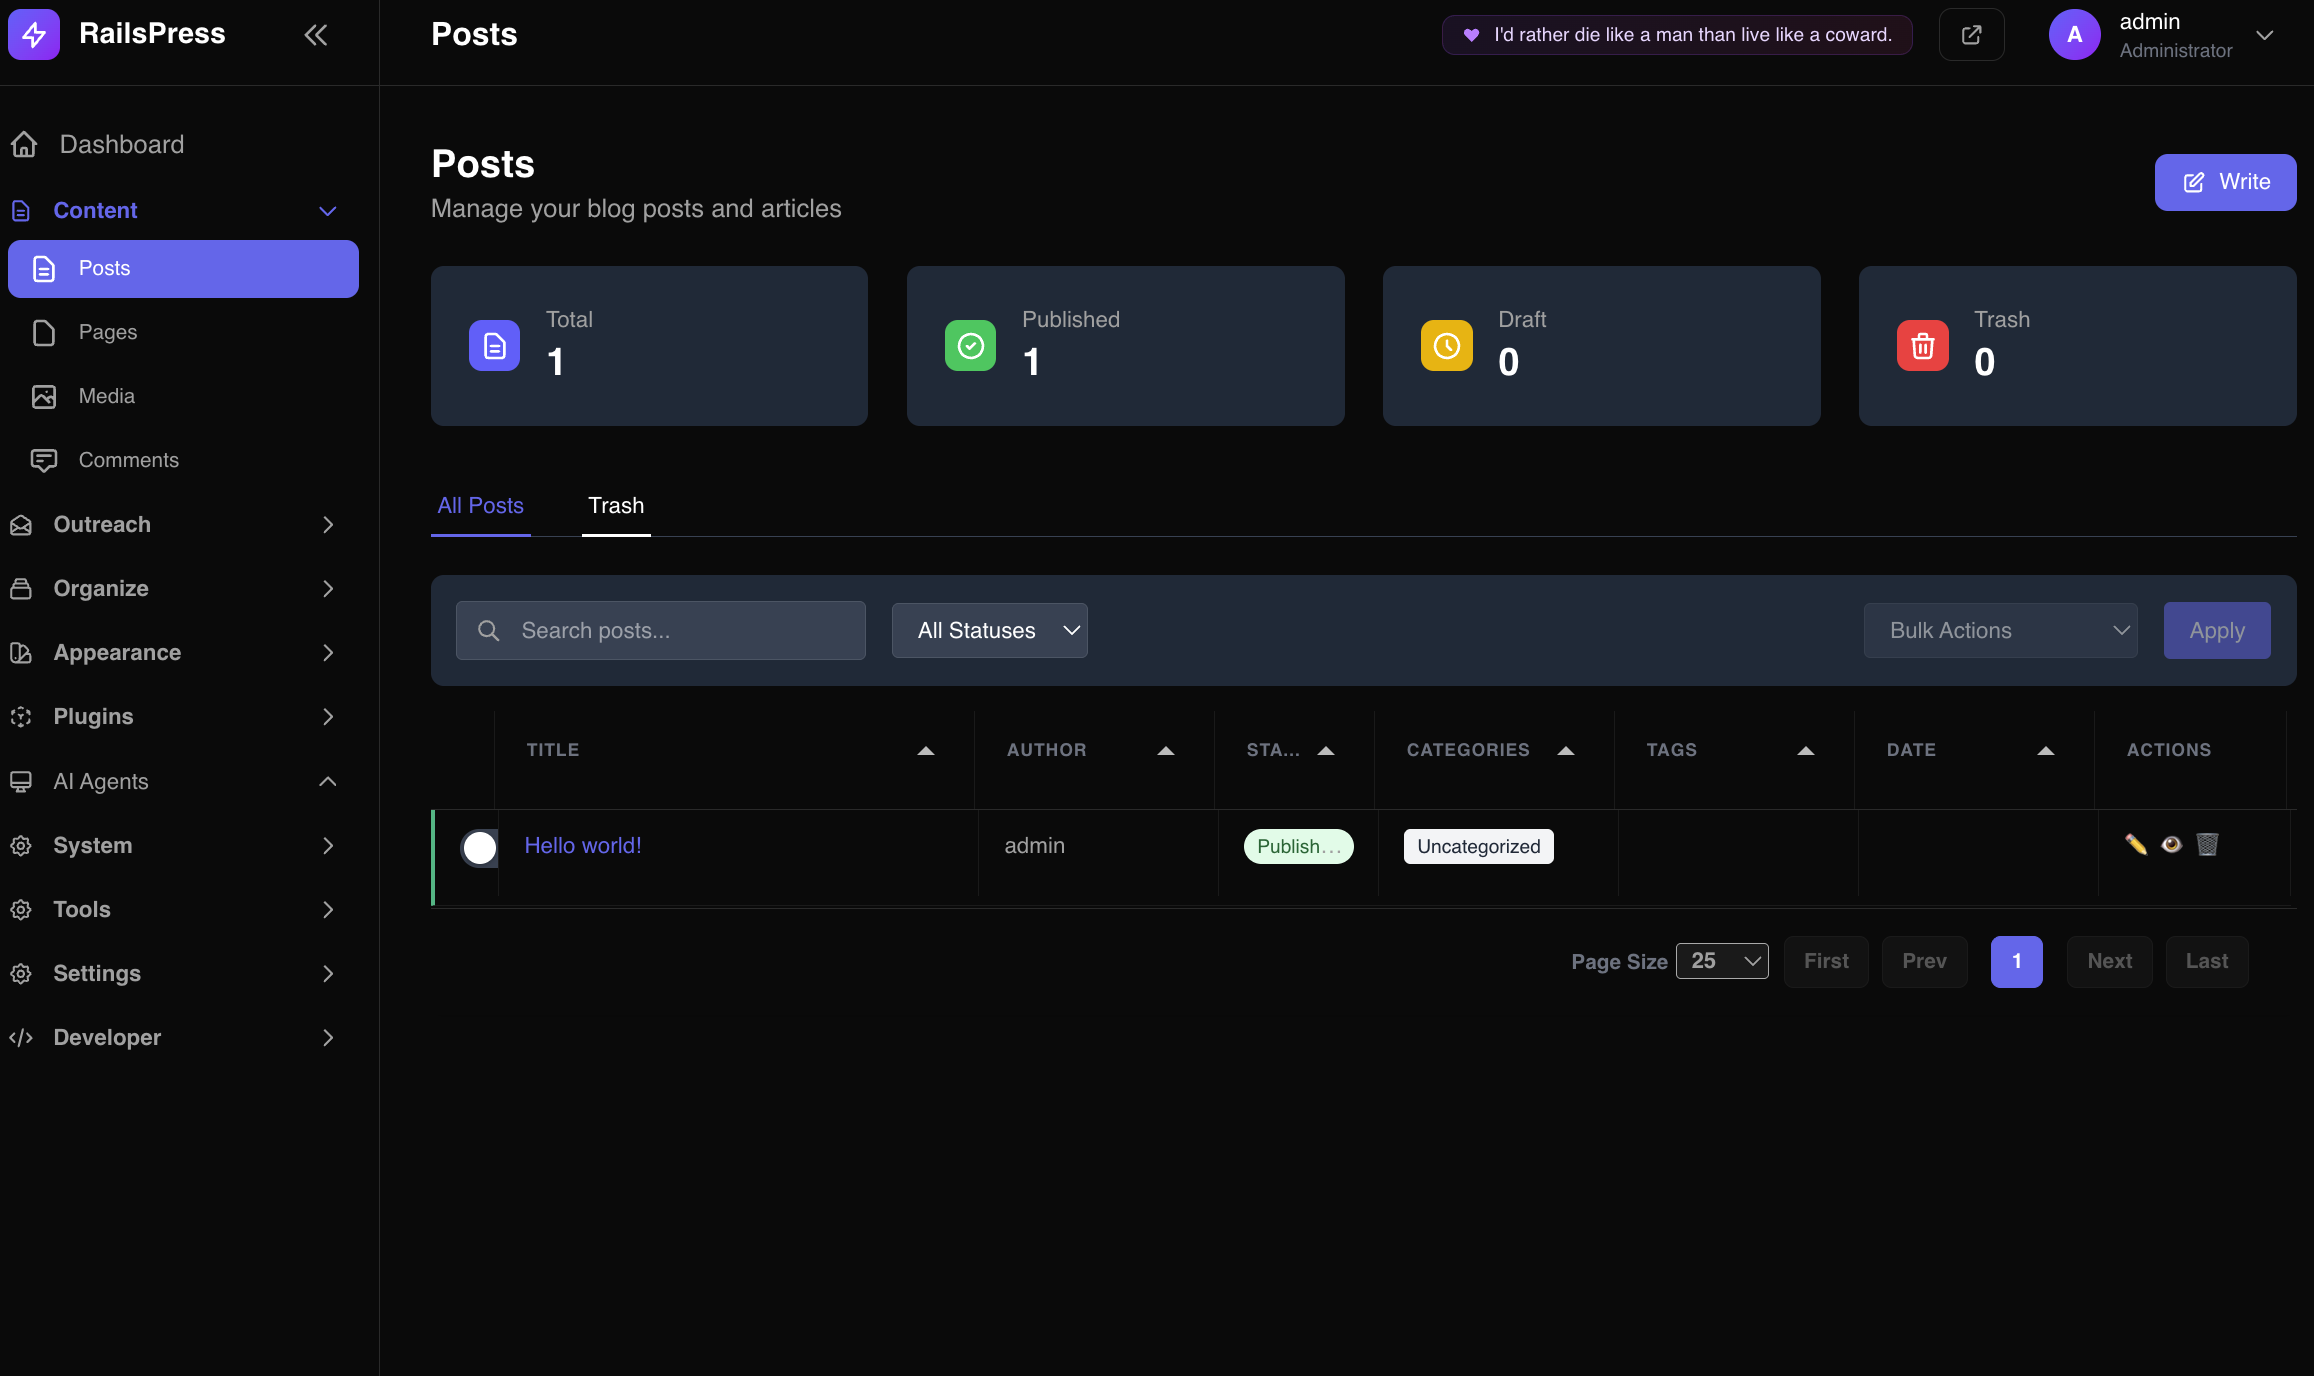 RailsPress
Posts
I'd rather die like a man than live like a coward.
A
admin
Administrator
Dashboard
Content
Posts
Pages
Media
Comments
Outreach
Organize
Appearance
Plugins
AI Agents
System
Tools
Settings
Developer
Posts
Manage your blog posts and articles
Write
Total
1
Published
1
Draft
0
Trash
0
All Posts
Trash
Search posts...
All Statuses
Bulk Actions
Apply
TITLE
AUTHOR
STA...
CATEGORIES
TAGS
DATE
ACTIONS
Hello world!
admin
Publish...
Uncategorized
Page Size
25
First
Prev
1
Next
Last